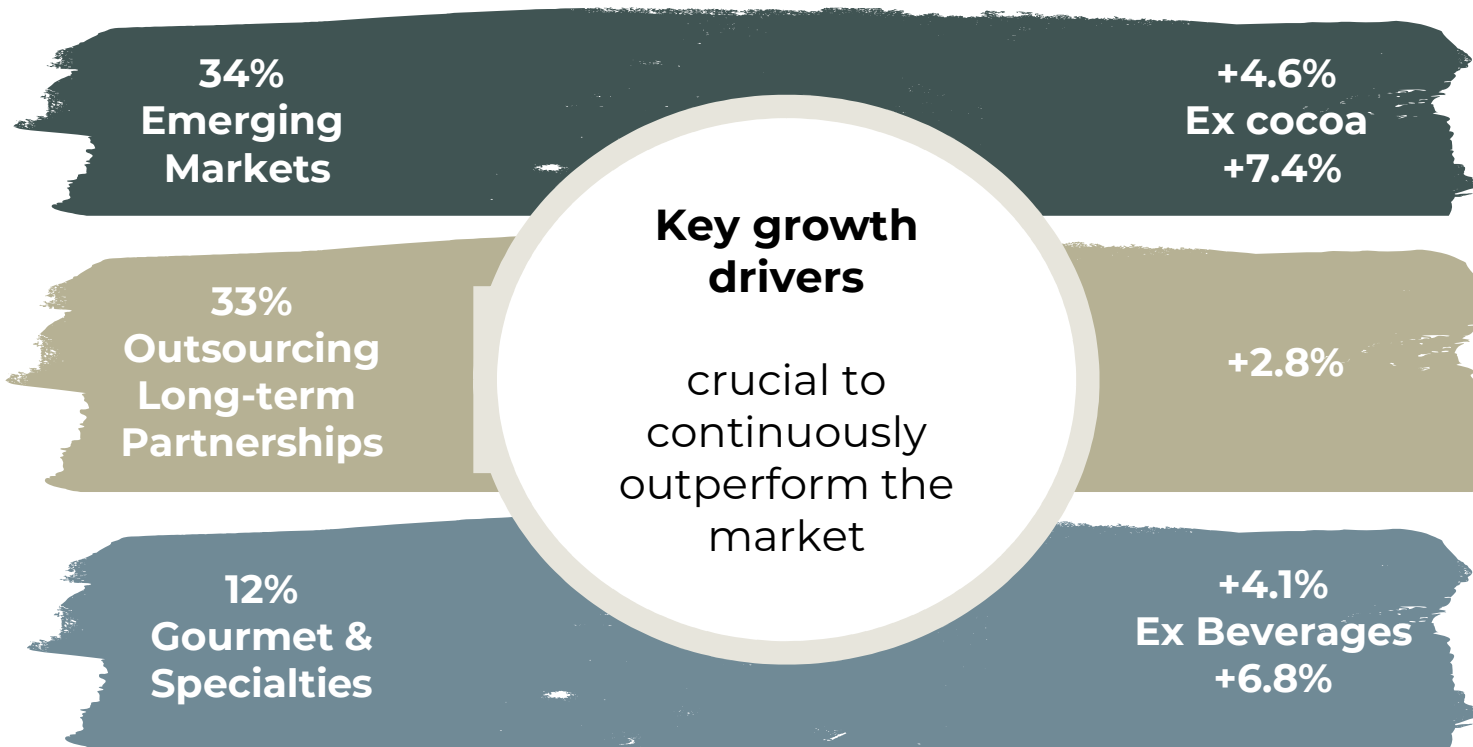 34%
Emerging
Markets
+4.6%
Ex cocoa
+7.4%
Key growth
drivers
crucial to
continuously
outperform the
market
33%
Outsourcing
Long-term
Partnerships
+2.8%
12%
Gourmet &
Specialties
+4.1%
Ex Beverages
+6.8%